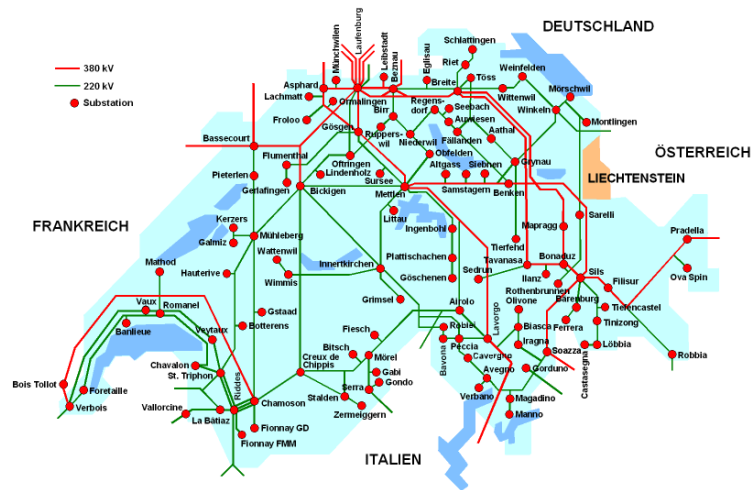 DEUTSCHLAND
380 kV
220 kV
Substation
Laufenburg
Münchwilen
Leibstadt
Beznau
Eglisau
Schlattingen
Riet
Breite
Töss
Weinfelden
Mörschwil
Asphard
Lachmatt
Ormalingen
Froloo
Birr
Regens-
dorf
Seebach
Auwiesen
Wittenwil
Winkeln
Montlingen
Gösgen
Ruppers-
wil
Niederwil
Fällanden
Aathal
Bassecourt
Flumenthal
Oftringen
Obfelden
Grynau
ÖSTERREICH
Pieterlen
Lindenholz
Sursee
Altgass
Siebnen
Gerlafingen
Bickigen
Mettlen
Samstagern
Benken
LIECHTENSTEIN
Kerzers
Littau
Sarelli
FRANKREICH
Mühleberg
Galmiz
Ingenbohl
Mapragg
Pradella
Wattenwil
Tierfehd
Mathod
Hauterive
Innertkirchen
Plattischachen
Tavanasa
Bonaduz
Wimmis
Göschenen
Sedrun
Ilanz
Sils
Ova Spin
Rothenbrunnen
Filisur
Vaux
Romanel
Grimsel
Airolo
Olivone
Barenburg
Tiefencastel
Gstaad
Lavorgo
Banlieue
Veytaux
Botterens
Fiesch
Robiei
Biasca
Ferrera
Tinizong
Chavalon
Creux de
Chippis
Bitsch
Mörel
Bavona
Peccia
Iragna
Löbbia
St. Triphon
Cavergno
Soazza
Robbia
Bois Tollot
Foretaille
Riddes
Gabi
Avegno
Gorduno
Castasegna
Serra
Gondo
Verbois
Vallorcine
Chamoson
Stalden
Verbano
Magadino
La Bâtiaz
Zermeiggern
Manno
Fionnay GD
Fionnay FMM
ITALIEN